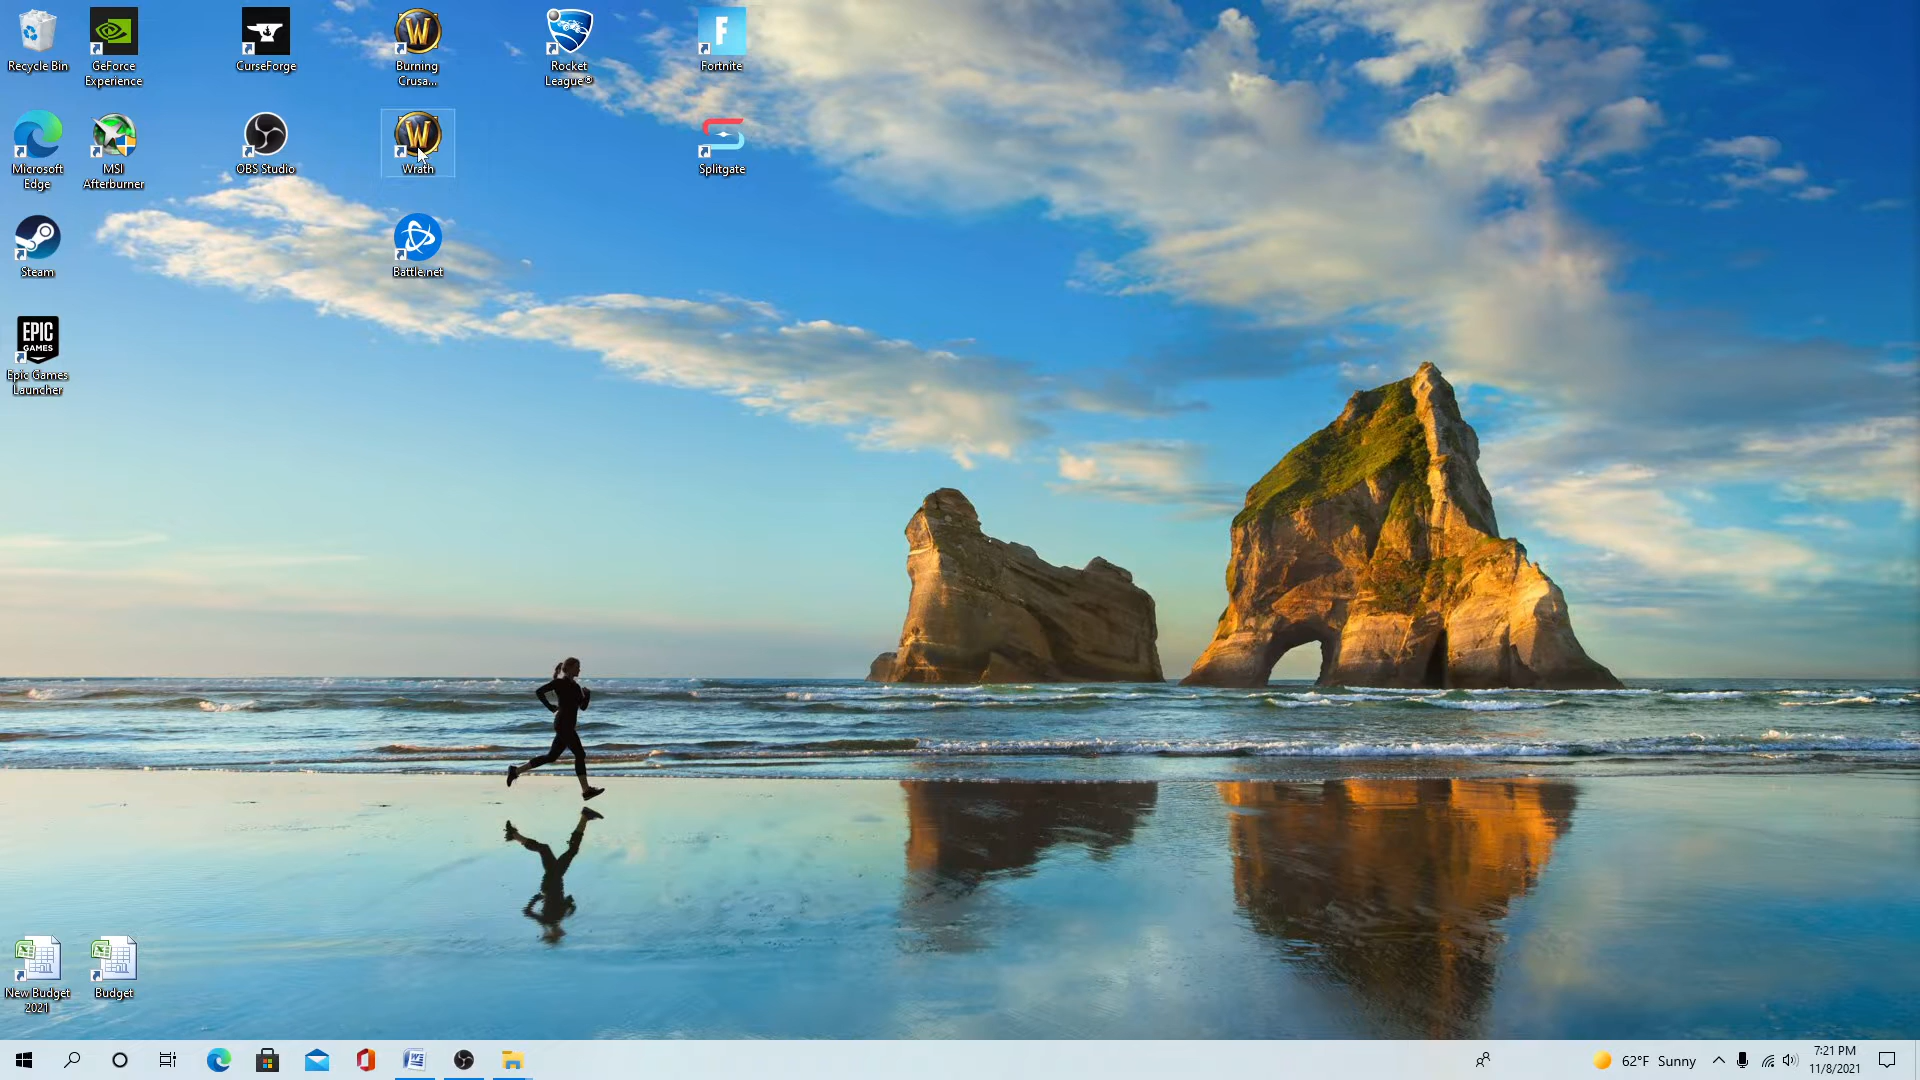 Recycle Bin
GeForce
Experience
CurseForge
Burning
Crusa...
Rocket
League®
Fortnite
Microsoft
Edge
MSI
Afterburner
OBS Studio
Wrath
Splitgate
Steam
Battle.net
EPIC
GAMES
Epic Games
Launcher
New Budget
2021
Budget
62°F Sunny
7:21 PM
11/8/2021